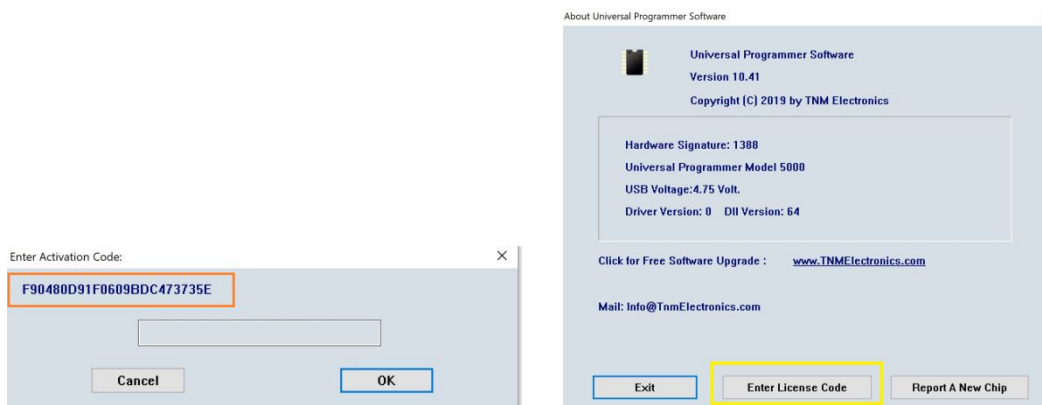 About Universal Programmer Software
Universal Programmer Software
Version 10.41
Copyright (C) 2019 by TNM Electronics
Hardware Signature: 1388
Universal Programmer Model 5000
USB Voltage:4.75 Volt.
Driver Version: 0 Dll Version: 64
Click for Free Software Upgrade : www.TNMElectronics.com
Mail: Info@TnmElectronics.com
Exit Enter License Code Report A New Chip
Enter Activation Code:
F90480D91F0609BDC473735E
Cancel OK